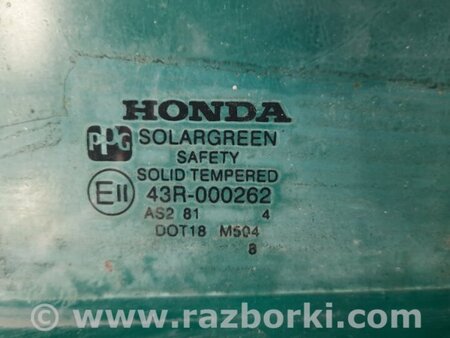 HONDA
PPG SOLARGREEN
SAFETY
SOLID TEMPERED
E11 43R-000262
AS2 81 4
DOT18 M504
8
www.razborki.com